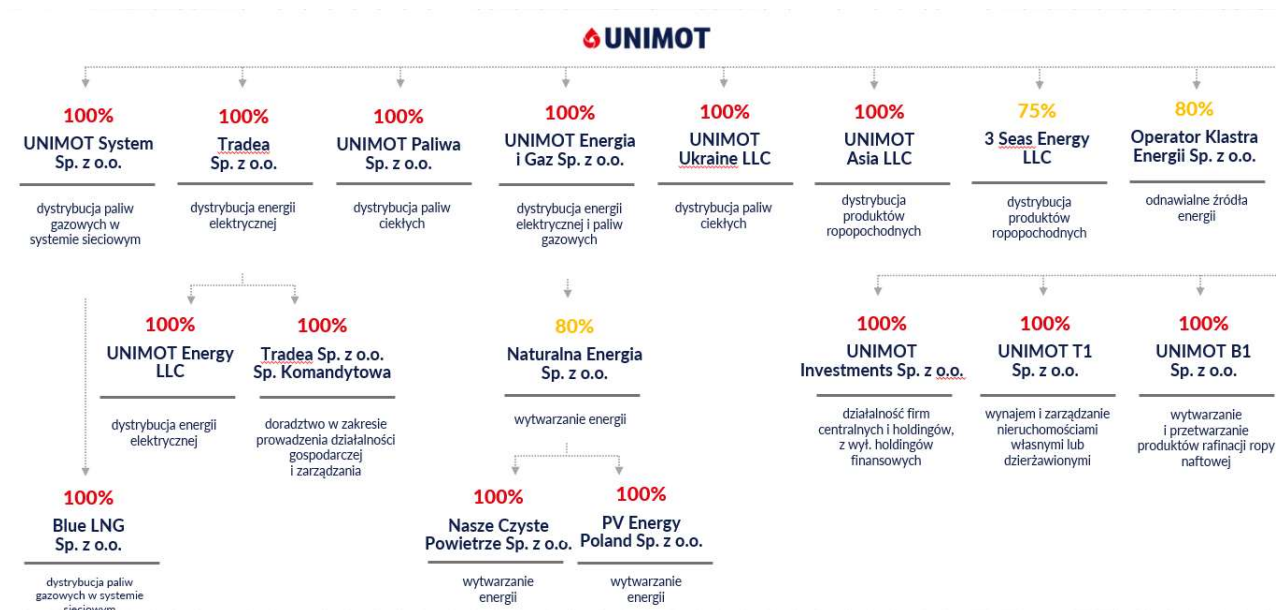 UNIMOT
100%
UNIMOT System
Sp. z o.o.
dystrybucja paliw
gazowych w
systemie sieciowym
100%
Tradea
Sp. z o.o.
dystrybucja energii
elektrycznej
100%
UNIMOT Paliwa
Sp. z o.o.
dystrybucja paliw
ciekłych
100%
UNIMOT Energia
i Gaz Sp. z o.o.
dystrybucja energii
elektrycznej i paliw
gazowych
100%
UNIMOT
Ukraine LLC
dystrybucja paliw
ciekłych
100%
UNIMOT
Asia LLC
dystrybucja
produktów
ropopochodnych
75%
3 Seas Energy
LLC
dystrybucja
produktów
ropopochodnych
80%
Operator Klastra
Energii Sp. z o.o.
odnawialne źródła
energii
100%
UNIMOT Energy
LLC
dystrybucja energii
elektrycznej
100%
Tradea Sp. z o.o.
Sp. Komandytowa
doradztwo w zakresie
prowadzenia działalności
gospodarczej
i zarządzania
80%
Naturalna Energia
Sp. z o.o.
wytwarzanie energii
100%
UNIMOT
Investments Sp. z o.o.
działalność firm
centralnych i holdingów,
z wył. holdingów
finansowych
100%
UNIMOT T1
Sp. z o.o.
wynajem i zarządzanie
nieruchomościami
własnymi lub
dzierżawionymi
100%
UNIMOT B1
Sp. z o.o.
wytwarzanie
i przetwarzanie
produktów rafinacji ropy
naftowej
100%
Blue LNG
Sp. z o.o.
dystrybucja paliw
gazowych w systemie
sieciowym
100%
Nasze Czyste
Powietrze Sp. z o.o.
wytwarzanie
energii
100%
PV Energy
Poland Sp. z o.o.
wytwarzanie
energii